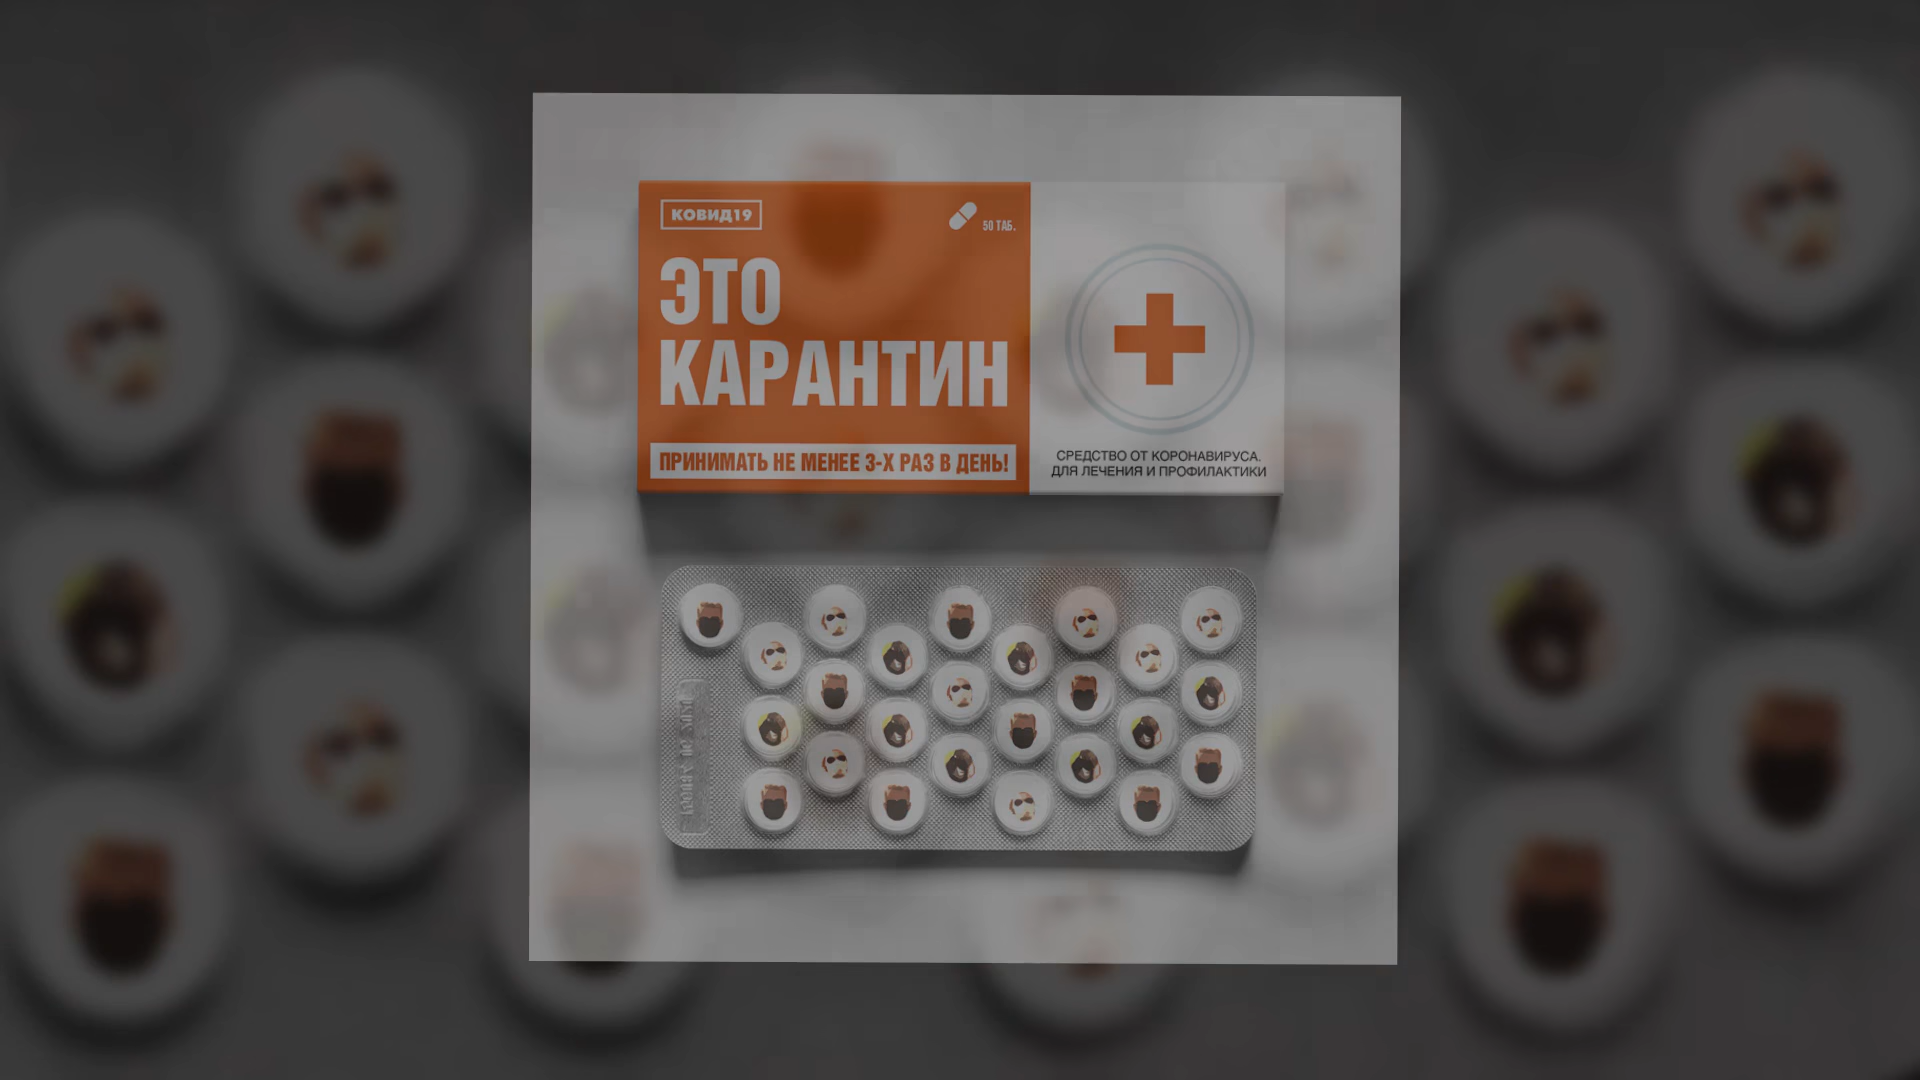 КОВИД19
50 ТАБ.
ЭТО
КАРАНТИН
ПРИНИМАТЬ НЕ МЕНЕЕ 3-Х РАЗ В ДЕНЬ!
СРЕДСТВО ОТ КОРОНАВИРУСА.
ДЛЯ ЛЕЧЕНИЯ И ПРОФИЛАКТИКИ